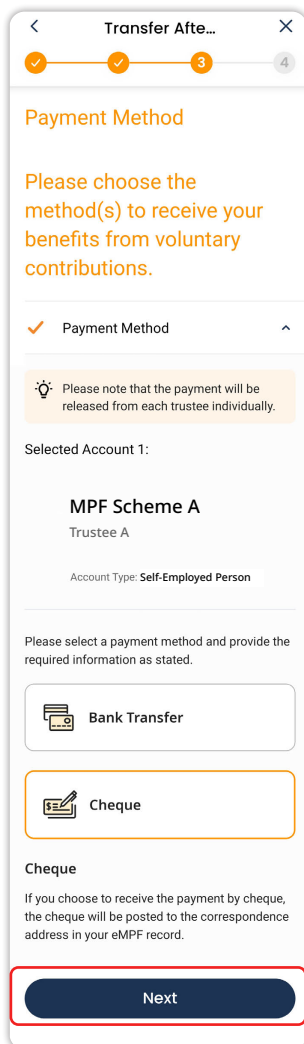 Transfer Afte...
3
4
Payment Method
Please choose the
method(s) to receive your
benefits from voluntary
contributions.
Payment Method
Please note that the payment will be
released from each trustee individually.
Selected Account 1:
MPF Scheme A
Trustee A
Account Type: Self-Employed Person
Please select a payment method and provide the
required information as stated.
Bank Transfer
Cheque
Cheque
If you choose to receive the payment by cheque,
the cheque will be posted to the correspondence
address in your eMPF record.
Next